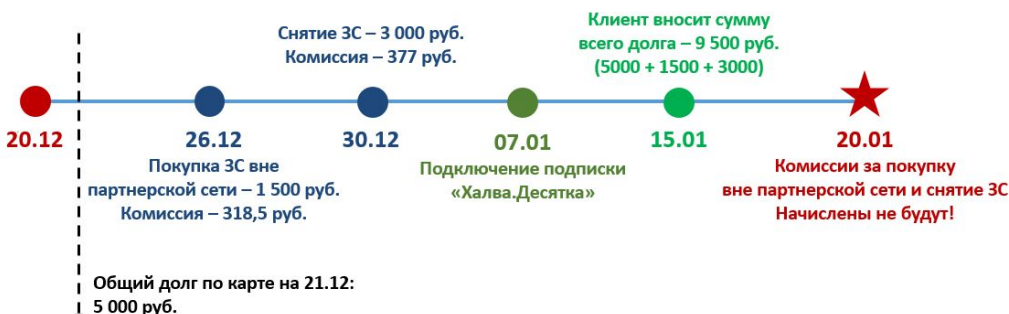 Снятие ЗС – 3 000 руб.
Комиссия – 377 руб.
Клиент вносит сумму
всего долга – 9 500 руб.
(5000 + 1500 + 3000)
20.12
26.12
30.12
07.01
15.01
20.01
Покупка ЗС вне
партнерской сети – 1 500 руб.
Комиссия – 318,5 руб.
Подключение подписки
«Халва.Десятка»
Комиссии за покупку
вне партнерской сети и снятие ЗС
Начислены не будут!
Общий долг по карте на 21.12:
5 000 руб.